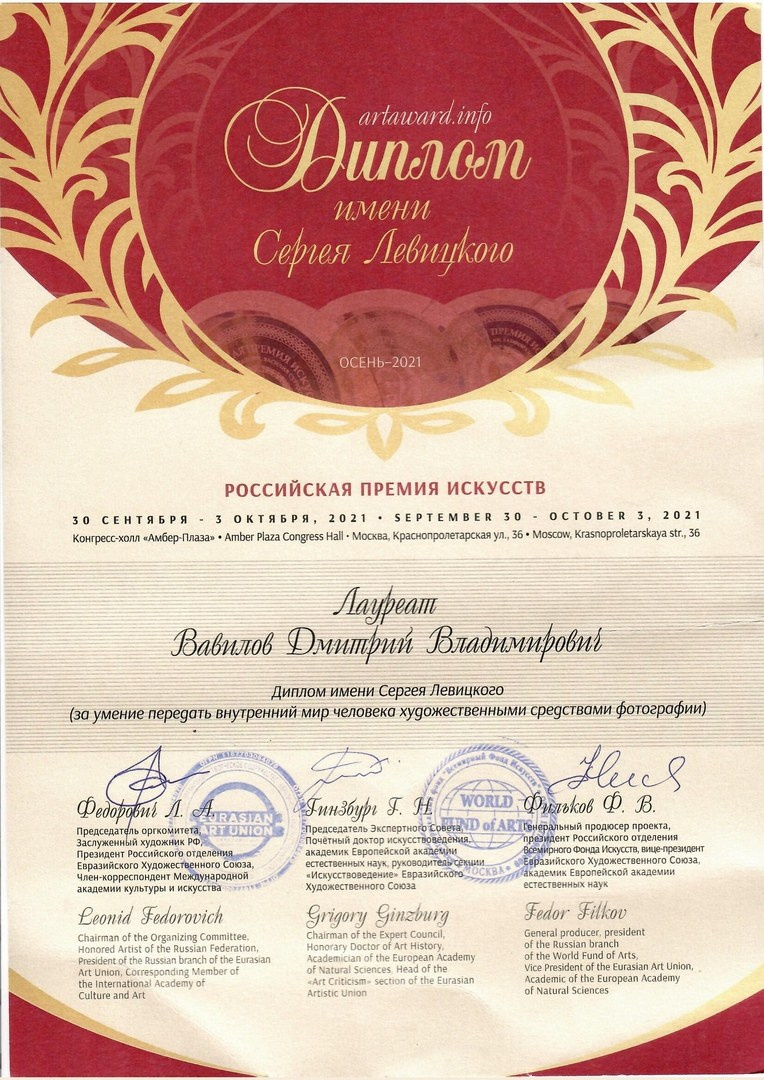 artaward.info
Диплом
имени
Сергея Левицкого
ОСЕНЬ–2021
РОССИЙСКАЯ ПРЕМИЯ ИСКУССТВ
30 СЕНТЯБРЯ - 3 ОКТЯБРЯ, 2021 • SEPTEMBER 30 - OCTOBER 3, 2021
Конгресс-холл «Амбер-Плаза» • Amber Plaza Congress Hall • Москва, Краснопролетарская ул., 36 • Moscow, Krasnoproletarskaya str., 36
Лауреат
Вавилов Дмитрий Владимирович
Диплом имени Сергея Левицкого
(за умение передать внутренний мир человека художественными средствами фотографии)
Федорович Л. А.
Председатель оргкомитета,
Заслуженный художник РФ,
Президент Российского отделения
Евразийского Художественного Союза,
Член-корреспондент Международной
академии культуры и искусства
EURASIAN
ART UNION
Гинзбург Г. Н.
Председатель Экспертного Совета,
Почётный доктор искусствоведения,
академик Европейской академии
естественных наук, руководитель секции
«Искусствоведение» Евразийского
Художественного Союза
WORLD
FUND of ARTS
МОСКВА
Фильков Ф. В.
Генеральный продюсер проекта,
президент Российского отделения
Всемирного Фонда Искусств, вице-президент
Евразийского Художественного Союза,
академик Европейской академии
естественных наук
Leonid Fedorovich
Chairman of the Organizing Committee,
Honored Artist of the Russian Federation,
President of the Russian branch of the Eurasian
Art Union, Corresponding Member of
the International Academy of
Culture and Art
Grigory Ginzburg
Chairman of the Expert Council,
Honorary Doctor of Art History,
Academician of the European Academy
of Natural Sciences. Head of the
«Art Criticism» section of the Eurasian
Artistic Union
Fedor Filkov
General producer, president
of the Russian branch
of the World Fund of Arts,
Vice President of the Eurasian Art Union,
Academic of the European Academy
of Natural Sciences